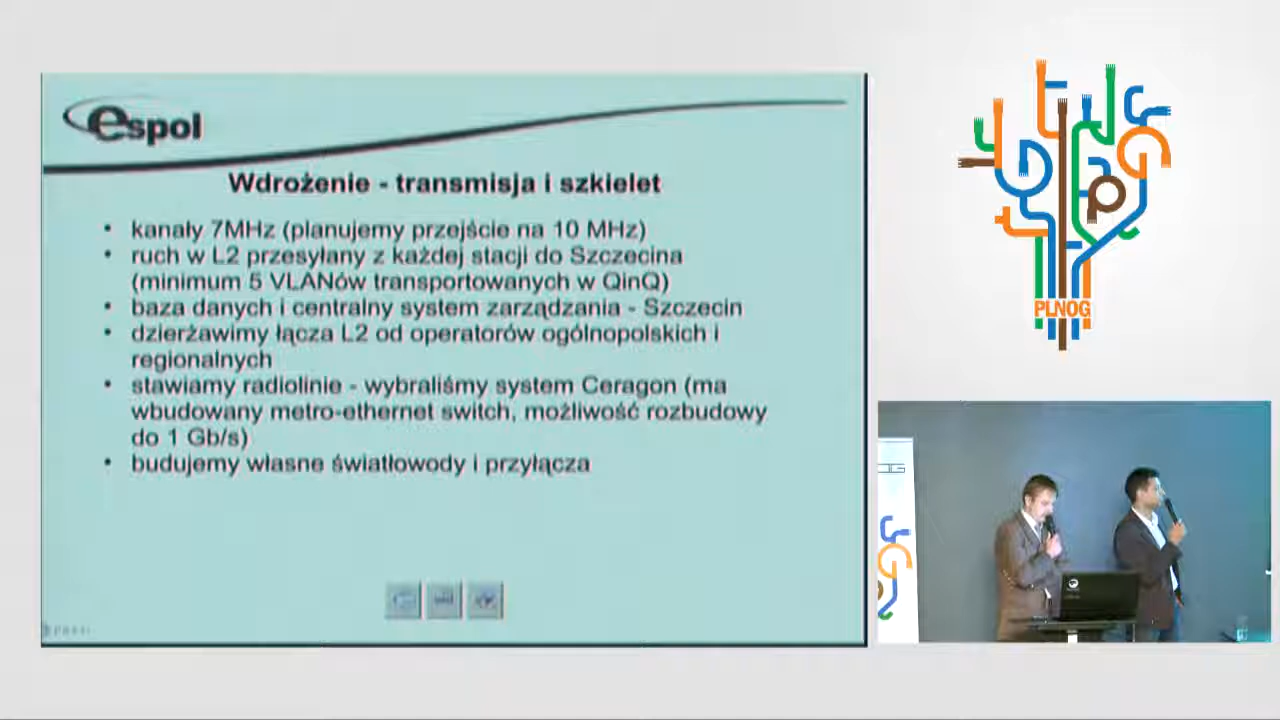 espol
Wdrożenie - transmisja i szkielet
• kanały 7MHz (planujemy przejście na 10 MHz)
• ruch w L2 przesyłany z każdej stacji do Szczecina
(minimum 5 VLANów transportowanych w QinQ)
• baza danych i centralny system zarządzania - Szczecin
• dzierżawimy łącza L2 od operatorów ogólnopolskich i
regionalnych
• stawiamy radiolinie - wybraliśmy system Ceragon (ma
wbudowany metro-ethernet switch, możliwość rozbudowy
do 1 Gb/s)
• budujemy własne światłowody i przyłącza
PLNOG